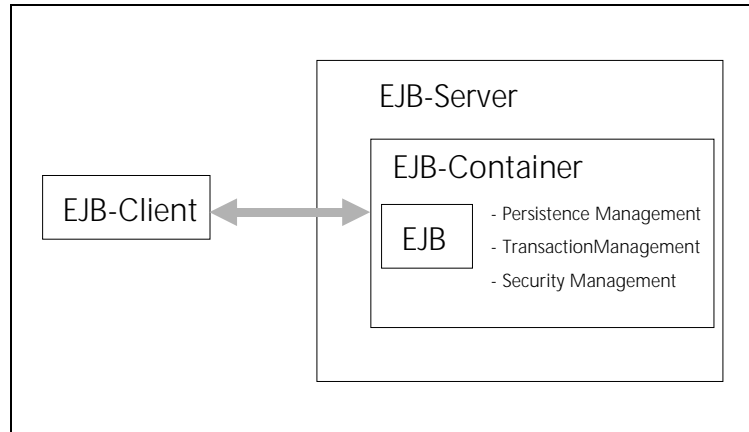 EJB-Server
EJB-Container
EJB-Client
EJB
- Persistence Management
- TransactionManagement
- Security Management